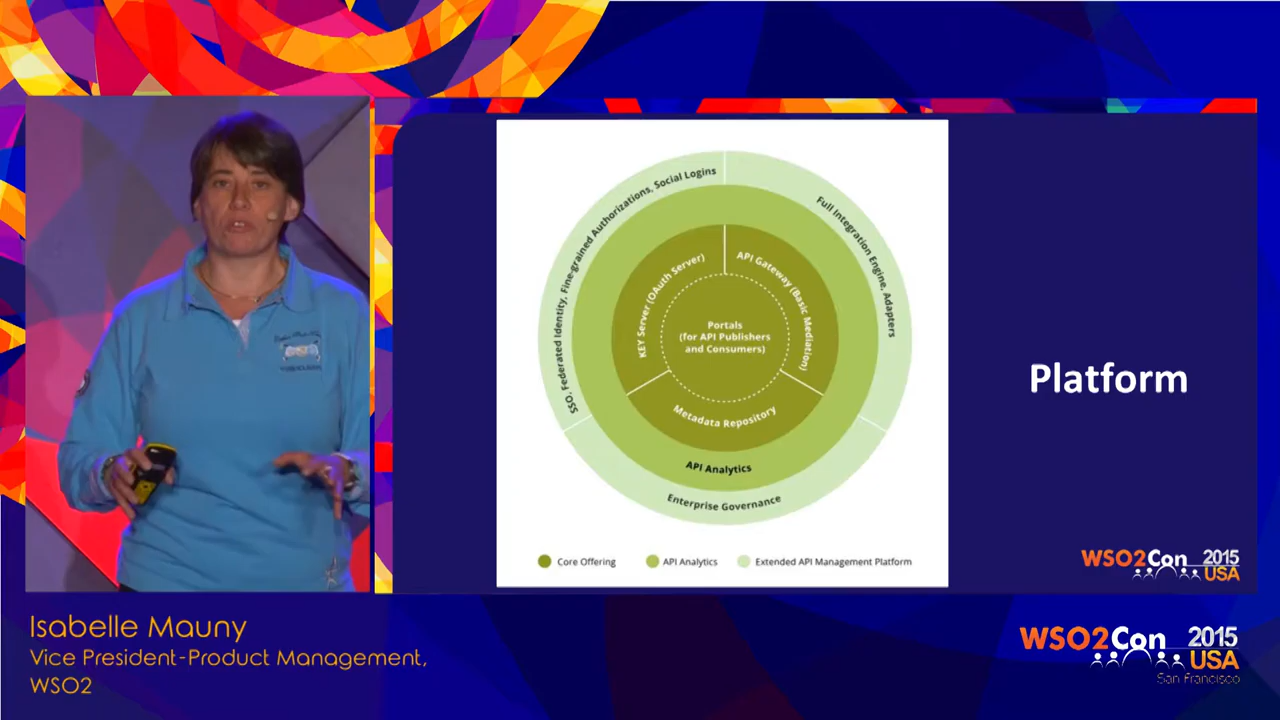 SSO, Federated Identity, Fine-grained Authorizations, Social Logins
Full Integration Engine, Adapters
KEY Server (OAuth Server)
API Gateway (Basic Mediation)
Portals
(for API Publishers
and Consumers)
Metadata Repository
API Analytics
Enterprise Governance
Core Offering
API Analytics
Extended API Management Platform
Platform
WSO2Con 2015
USA
Isabelle Mauny
Vice President-Product Management,
WSO2
WSO2Con 2015
USA
San Francisco